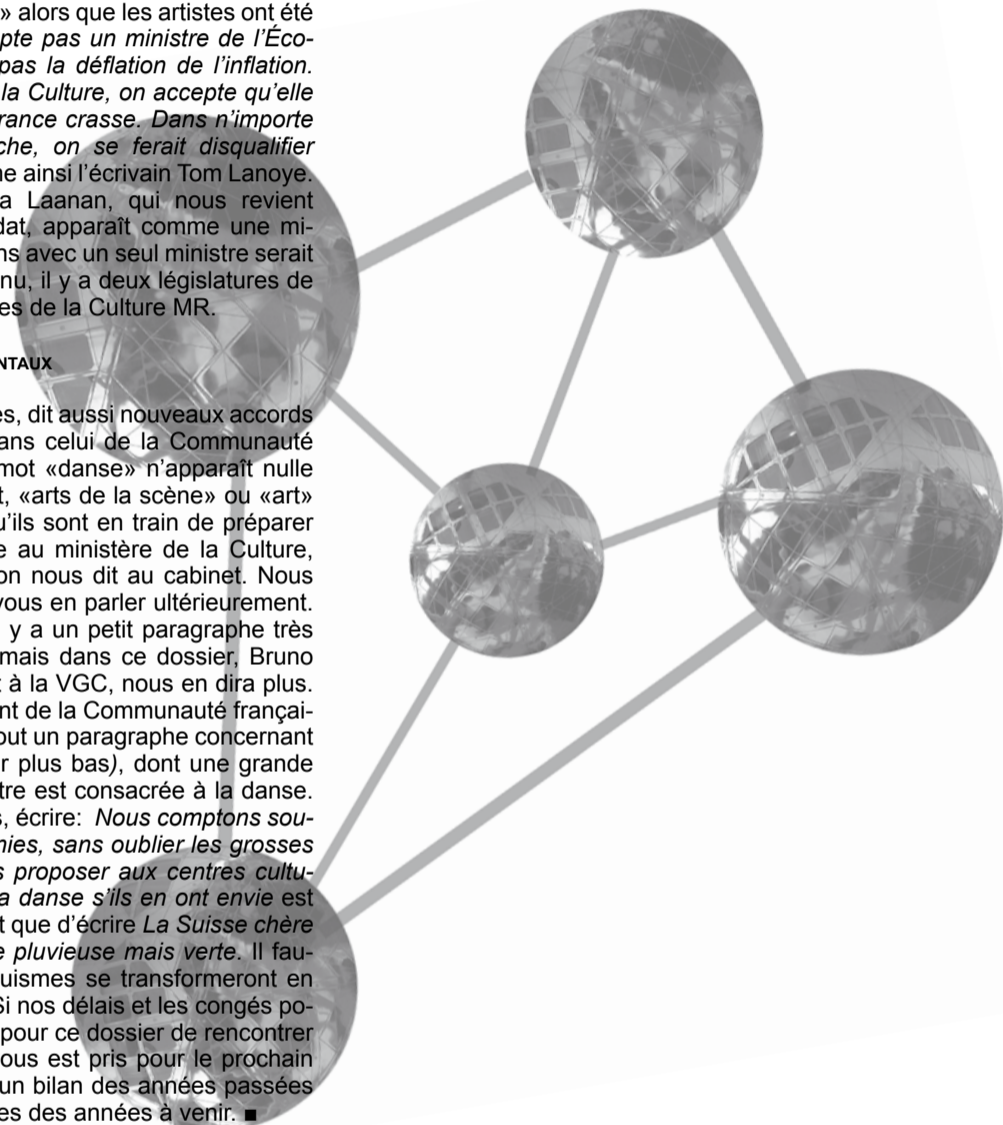 » alors que les artistes ont été
pte pas un ministre de l’Éco-
pas la déflation de l’inflation.
la Culture, on accepte qu’elle
rance crasse. Dans n’importe
che, on se ferait disqualifier
ne ainsi l’écrivain Tom Lanoye.
a Laanan, qui nous revient
dat, apparaît comme une mi-
ns avec un seul ministre serait
nu, il y a deux législatures de
es de la Culture MR.
NTAUX
es, dit aussi nouveaux accords
ans celui de la Communauté
mot «danse» n’apparaît nulle
t, «arts de la scène» ou «art»
u’ils sont en train de préparer
e au ministère de la Culture,
on nous dit au cabinet. Nous
vous en parler ultérieurement.
y a un petit paragraphe très
mais dans ce dossier, Bruno
t à la VGC, nous en dira plus.
nt de la Communauté françai-
out un paragraphe concernant
r plus bas), dont une grande
tre est consacrée à la danse.
s, écrire: Nous comptons sou-
nies, sans oublier les grosses
s proposer aux centres cultu-
a danse s’ils en ont envie est
t que d’écrire La Suisse chère
e pluvieuse mais verte. Il fau-
uismes se transformeront en
Si nos délais et les congés po-
pour ce dossier de rencontrer
ous est pris pour le prochain
un bilan des années passées
es des années à venir. ■